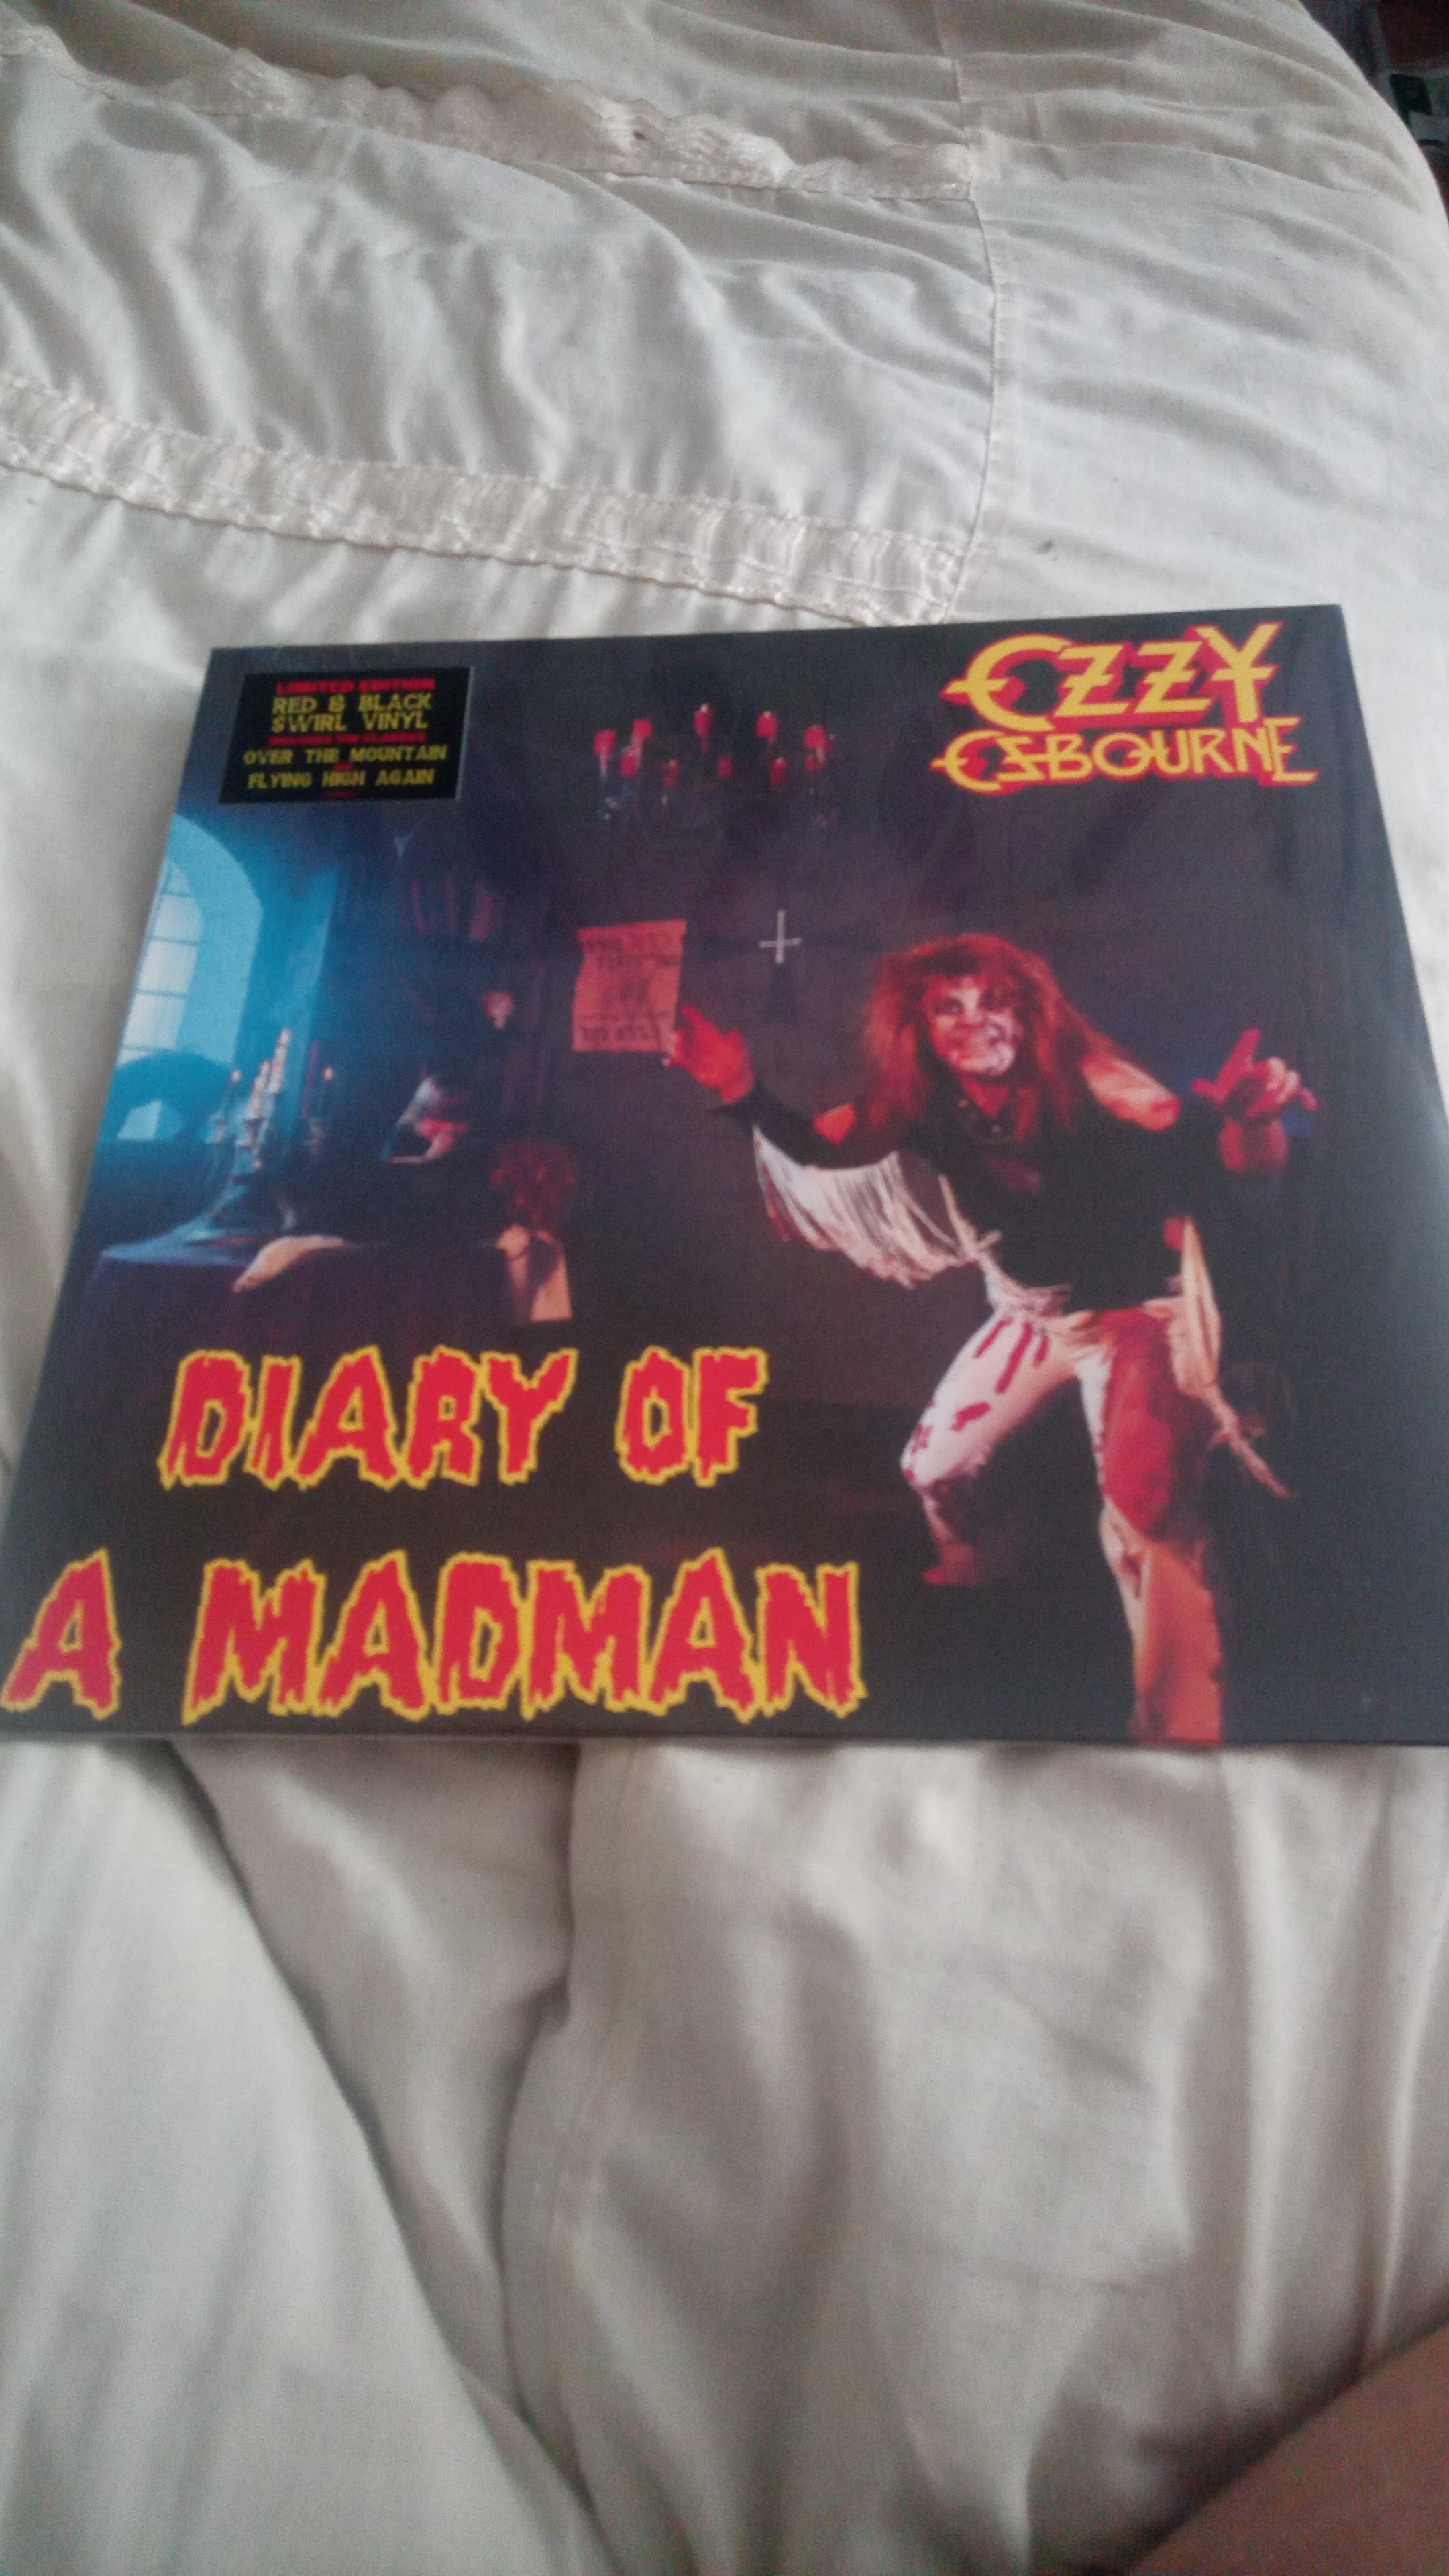 LIMITED EDITION
RED & BLACK
SWIRL VINYL
OVER THE MOUNTAIN
FLYING HIGH AGAIN
OZZY
OSBOURNE
DIARY OF
A MADMAN